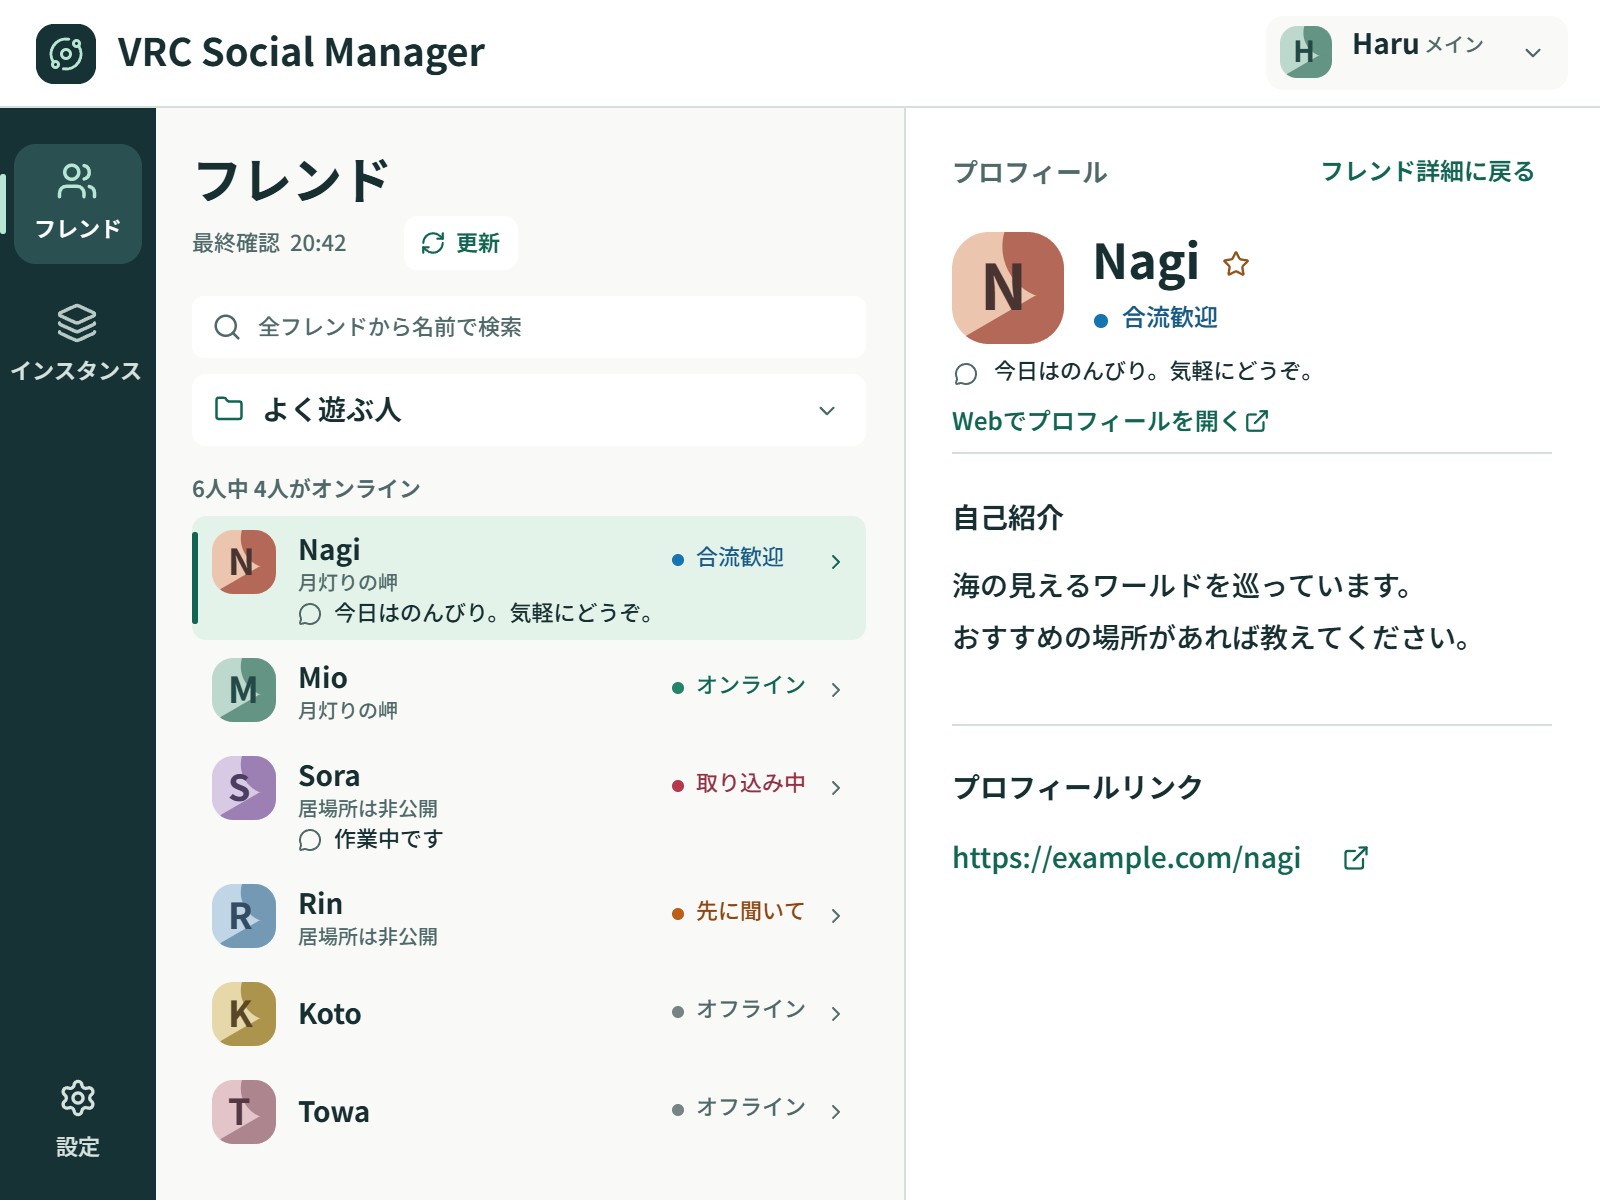 VRC Social Manager
H
Haru メイン
フレンド
インスタンス
設定
フレンド
最終確認 20:42
更新
全フレンドから名前で検索
よく遊ぶ人
6人中 4人がオンライン
N
Nagi
合流歓迎
月灯りの岬
今日はのんびり。気軽にどうぞ。
M
Mio
オンライン
月灯りの岬
S
Sora
取り込み中
居場所は非公開
作業中です
R
Rin
先に聞いて
居場所は非公開
K
Koto
オフライン
T
Towa
オフライン
プロフィール
フレンド詳細に戻る
N
Nagi
合流歓迎
今日はのんびり。気軽にどうぞ。
Webでプロフィールを開く
自己紹介
海の見えるワールドを巡っています。
おすすめの場所があれば教えてください。
プロフィールリンク
https://example.com/nagi